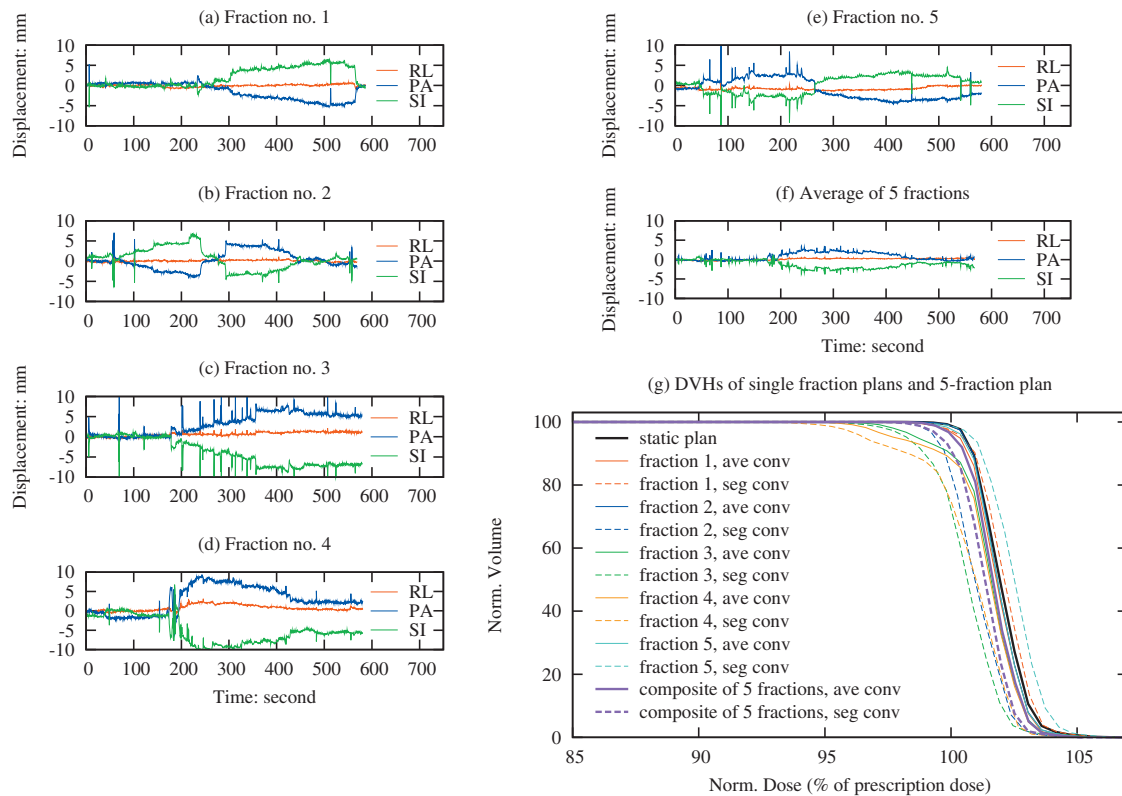 (a) Fraction no. 1
Displacement: mm
10
5
0
-5
-10
RL
PA
SI
0 100 200 300 400 500 600 700
(b) Fraction no. 2
10
5
0
-5
-10
RL
PA
SI
0 100 200 300 400 500 600 700
(c) Fraction no. 3
Displacement: mm
10
5
0
-5
-10
RL
PA
SI
0 100 200 300 400 500 600 700
(d) Fraction no. 4
10
5
0
-5
-10
RL
PA
SI
0 100 200 300 400 500 600 700
Time: second
(e) Fraction no. 5
Displacement: mm
10
5
0
-5
-10
RL
PA
SI
0 100 200 300 400 500 600 700
(f) Average of 5 fractions
Displacement: mm
10
5
0
-5
-10
RL
PA
SI
0 100 200 300 400 500 600 700
Time: second
(g) DVHs of single fraction plans and 5-fraction plan
Norm. Volume
100
80
60
40
20
0
static plan
fraction 1, ave conv
fraction 1, seg conv
fraction 2, ave conv
fraction 2, seg conv
fraction 3, ave conv
fraction 3, seg conv
fraction 4, ave conv
fraction 4, seg conv
fraction 5, ave conv
fraction 5, seg conv
composite of 5 fractions, ave conv
composite of 5 fractions, seg conv
85 90 95 100 105
Norm. Dose (% of prescription dose)